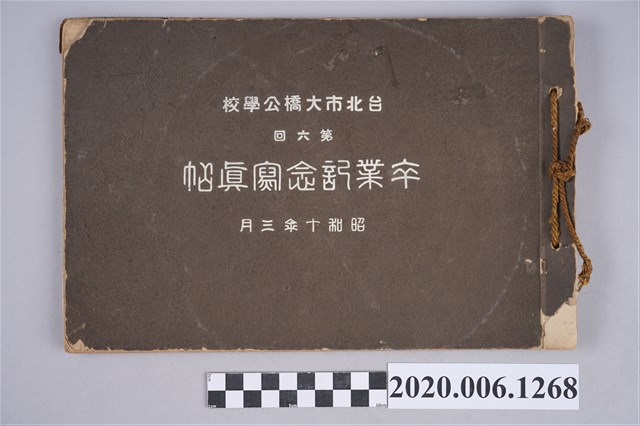 台北市大橋公學校
第六回
卒業記念寫眞帖
昭和十年三月
2020.006.1268